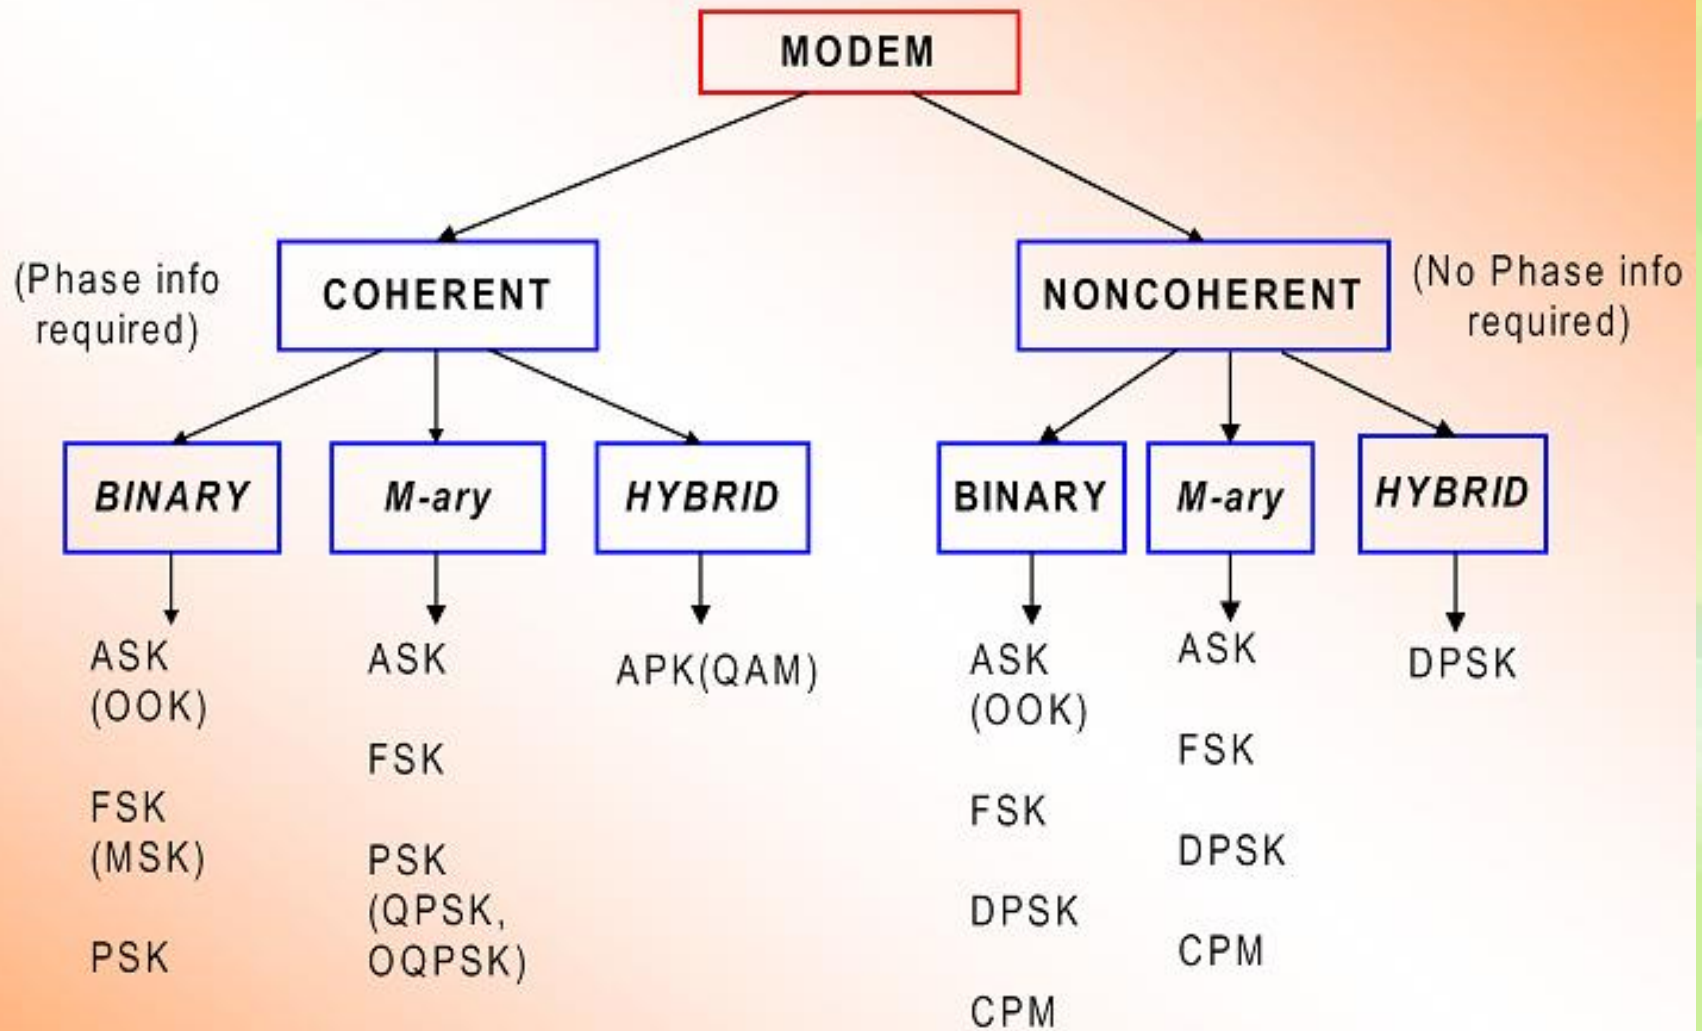 MODEM
(Phase info
required)
COHERENT
NONCOHERENT
(No Phase info
required)
BINARY
M-ary
HYBRID
BINARY
M-ary
HYBRID
ASK
(OOK)
FSK
(MSK)
PSK
ASK
FSK
PSK
(QPSK,
OQPSK)
APK(QAM)
ASK
(OOK)
FSK
DPSK
CPM
ASK
FSK
DPSK
CPM
DPSK